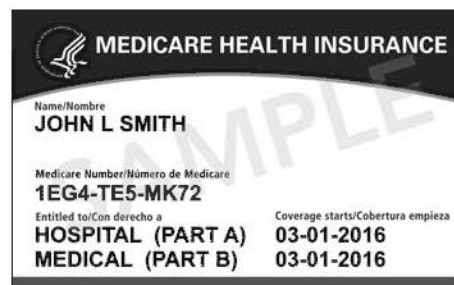 MEDICARE HEALTH INSURANCE
SAMPLE
Name/Nombre
JOHN L SMITH
Medicare Number/Número de Medicare
1EG4-TE5-MK72
Entitled to/Con derecho a
Coverage starts/Cobertura empieza
HOSPITAL (PART A) 03-01-2016
MEDICAL (PART B) 03-01-2016